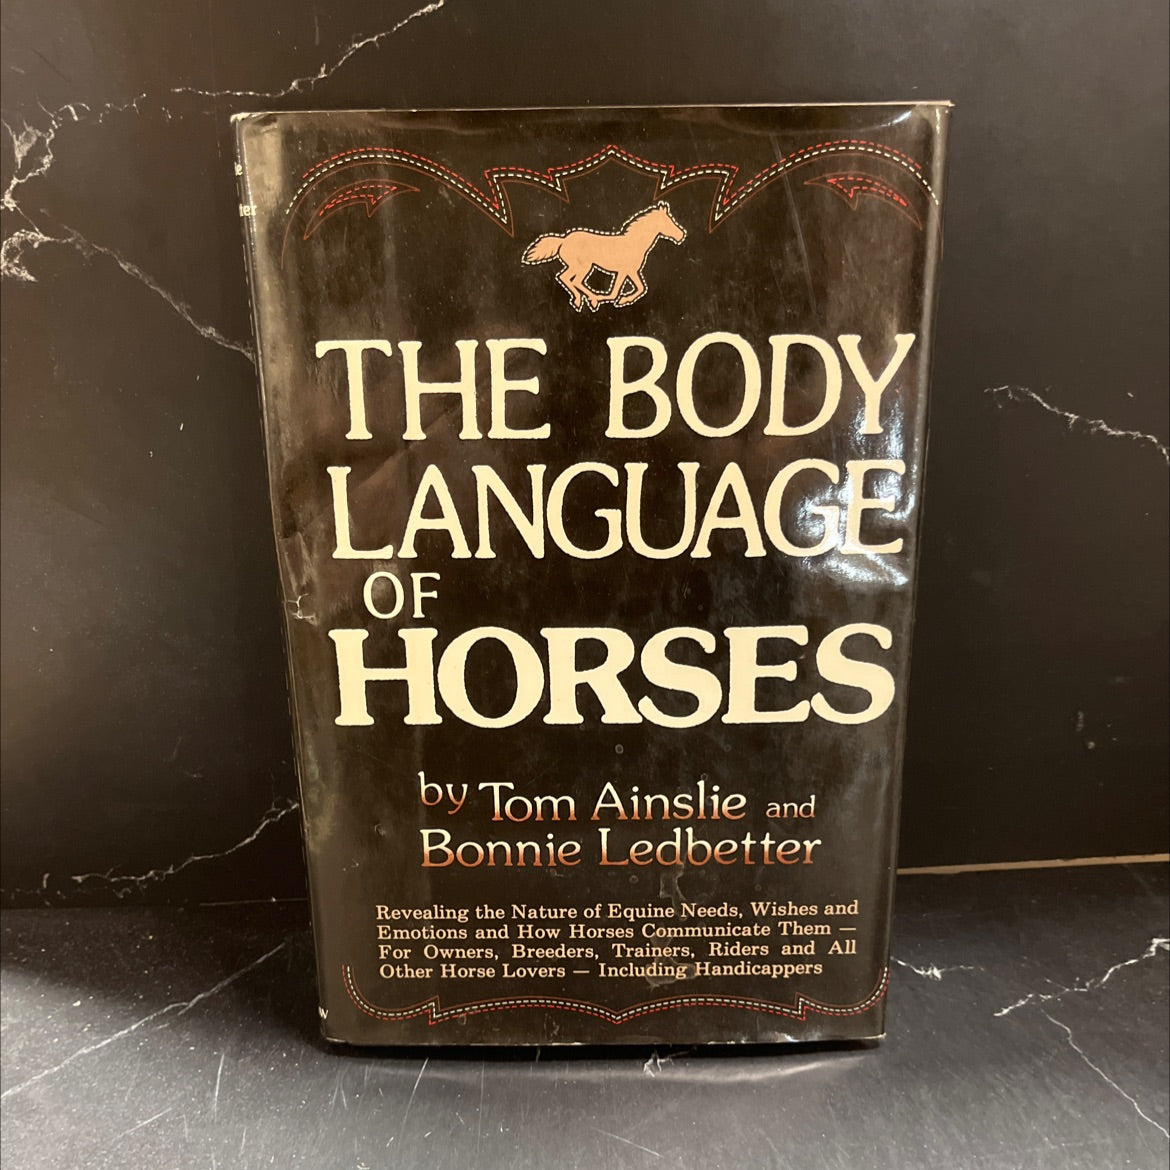 THE BODY
LANGUAGE
OF
HORSES
by Tom Ainslie and
Bonnie Ledbetter
Revealing the Nature of Equine Needs, Wishes and
Emotions and How Horses Communicate Them —
For Owners, Breeders, Trainers, Riders and All
Other Horse Lovers — Including Handicappers